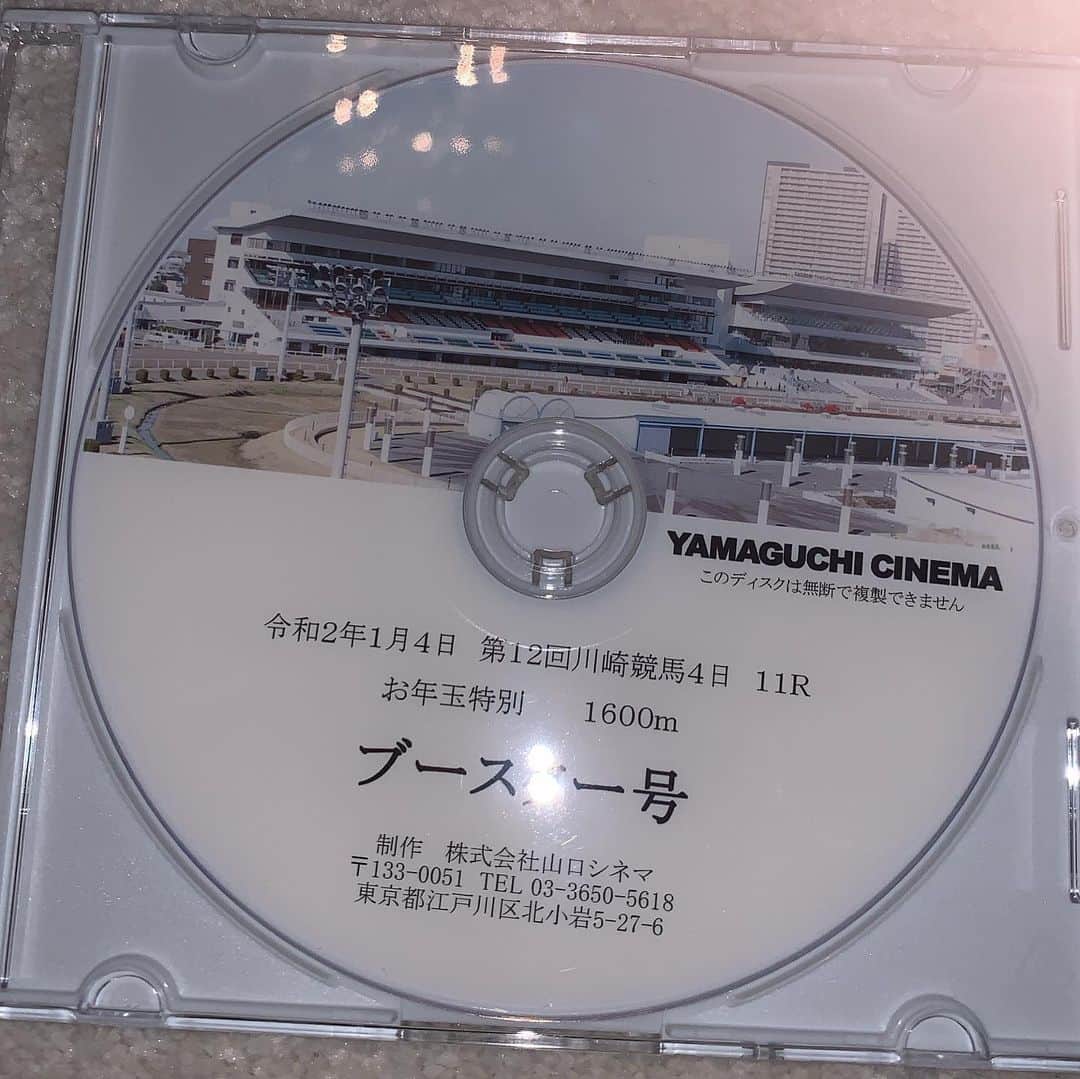 YAMAGUCHI CINEMA
このディスクは無断で複製できません
令和2年1月4日 第12回川崎競馬4日 11R
お年玉特別 1600m
ブースター号
制作 株式会社山口シネマ
〒133-0051 TEL 03-3650-5618
東京都江戸川区北小岩5-27-6